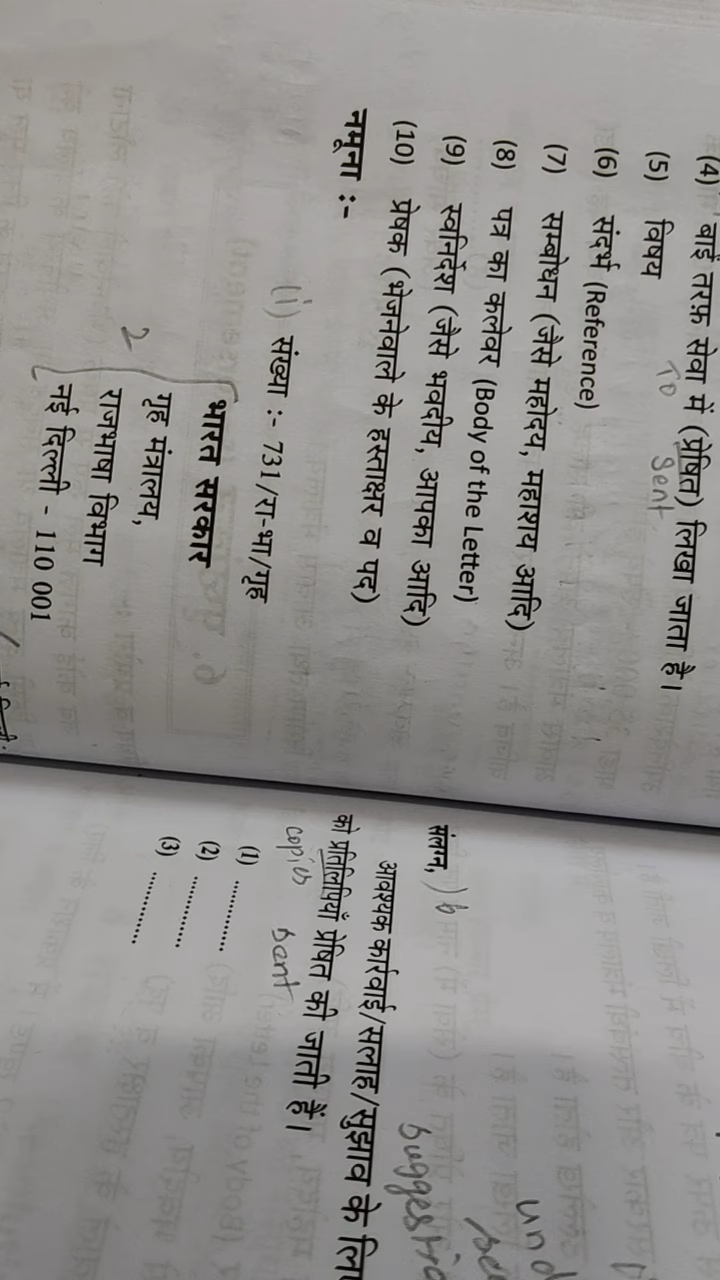 (4) बाईं तरफ़ सेवा में (प्रेषित) लिखा जाता है।
To sent
(5) विषय
(6) संदर्भ (Reference)
(7) सम्बोधन (जैसे महोदय, महाशय आदि)
(8) पत्र का कलेवर (Body of the Letter)
(9) स्वनिर्देश (जैसे भवदीय, आपका आदि)
(10) प्रेषक (भेजनेवाले के हस्ताक्षर व पद)
नमूना :-
(i) संख्या :- 731/रा-भा/गृह
भारत सरकार
गृह मंत्रालय,
2 राजभाषा विभाग
नई दिल्ली - 110 001
संलग्न,
आवश्यक कार्रवाई/सलाह/सुझाव के
को प्रतिलिपियाँ प्रेषित की जाती हैं।
copies sent
(1) ..............
(2) ..............
(3) ..............